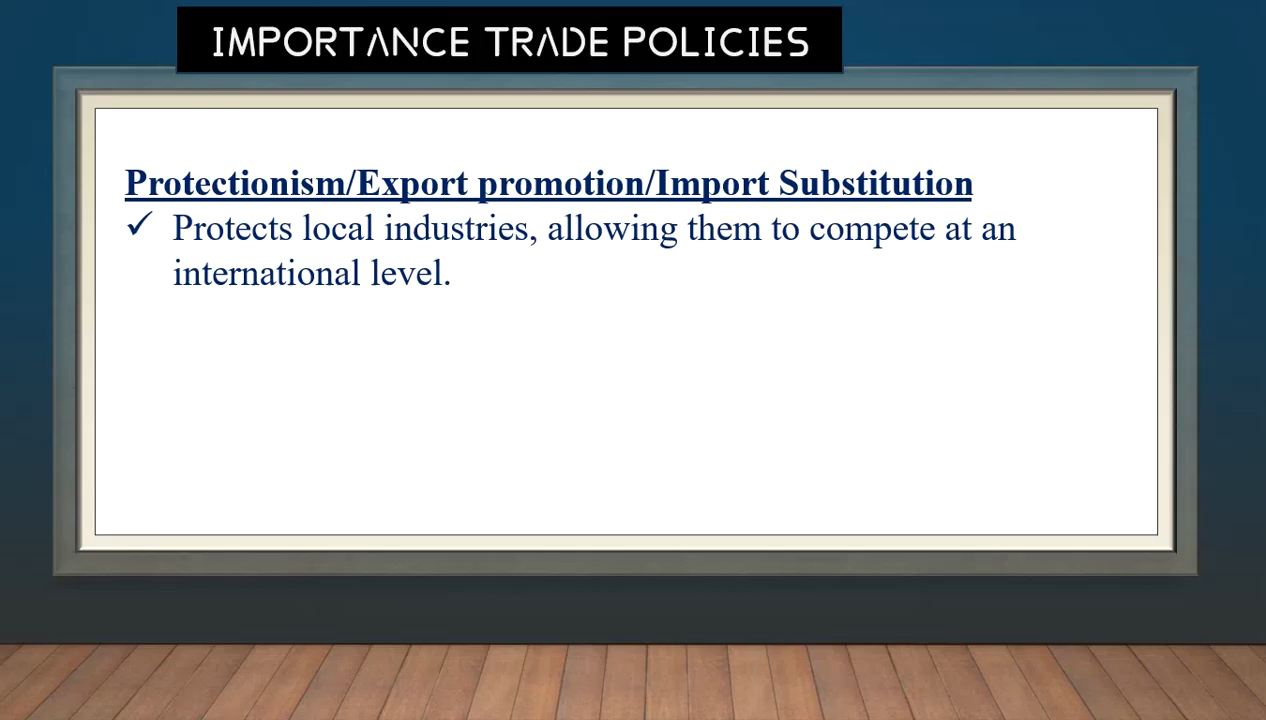 IMPORTANCE TRADE POLICIES
Protectionism/Export promotion/Import Substitution
✓ Protects local industries, allowing them to compete at an
international level.